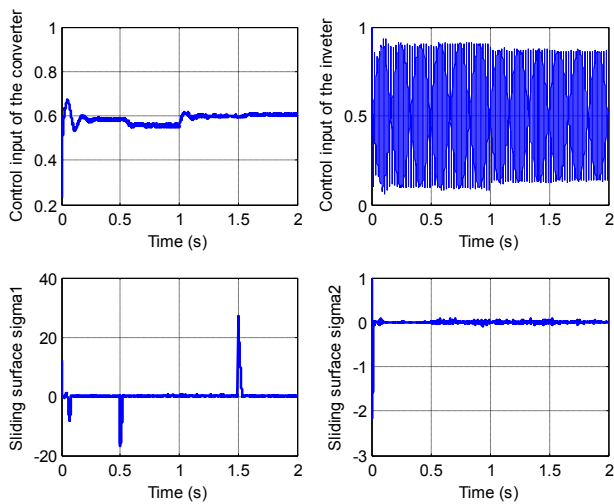 Control input of the converter
1
0.8
0.6
0.4
0.2
0 0.5 1 1.5 2
Time (s)
Control input of the inveter
1
0.5
0
0 0.5 1 1.5 2
Time (s)
Sliding surface sigma1
40
20
0
-20
0 0.5 1 1.5 2
Time (s)
Sliding surface sigma2
1
0
-1
-2
-3
0 0.5 1 1.5 2
Time (s)